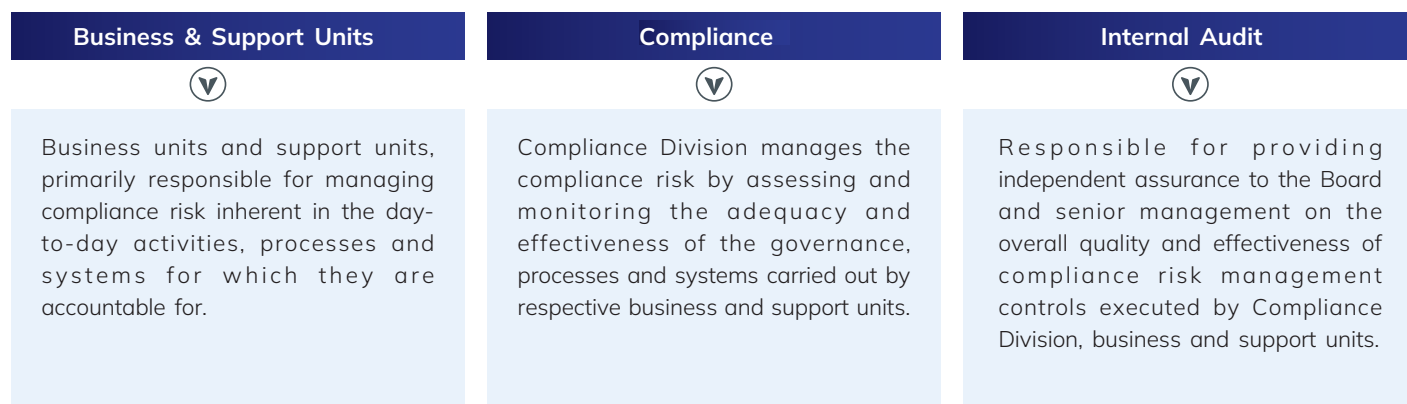 Business & Support Units
Business units and support units,
primarily responsible for managing
compliance risk inherent in the day-
to-day activities, processes and
systems for which they are
accountable for.
Compliance
Compliance Division manages the
compliance risk by assessing and
monitoring the adequacy and
effectiveness of the governance,
processes and systems carried out by
respective business and support units.
Internal Audit
Responsible for providing
independent assurance to the Board
and senior management on the
overall quality and effectiveness of
compliance risk management
controls executed by Compliance
Division, business and support units.